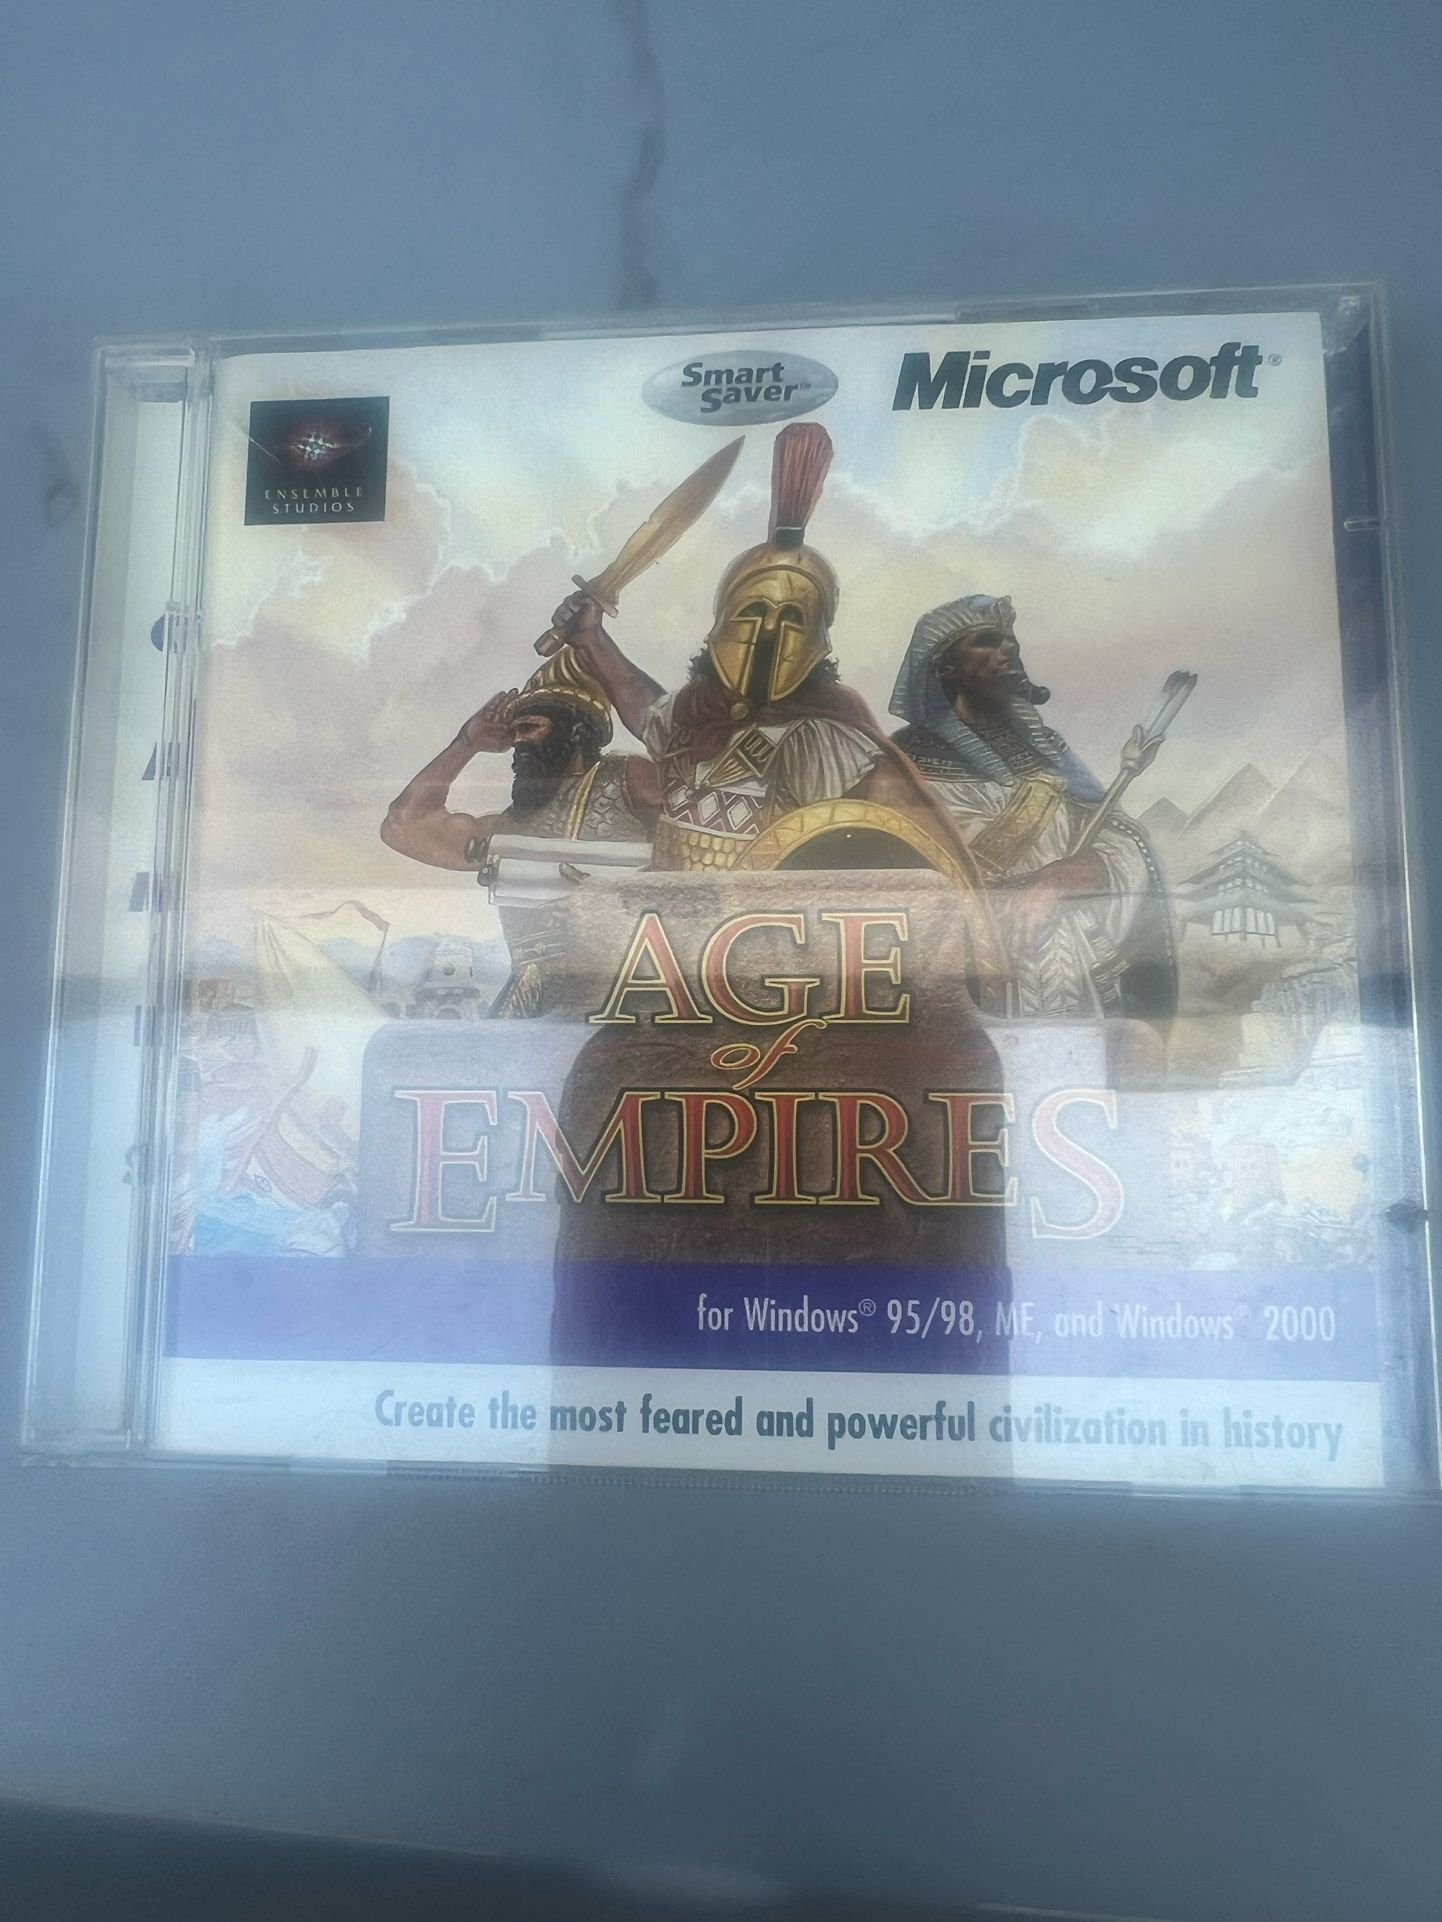 Smart
Saver™
Microsoft®
ENSEMBLE
STUDIOS
AGE
of
EMPIRES
for Windows® 95/98, ME, and Windows® 2000
Create the most feared and powerful civilization in history